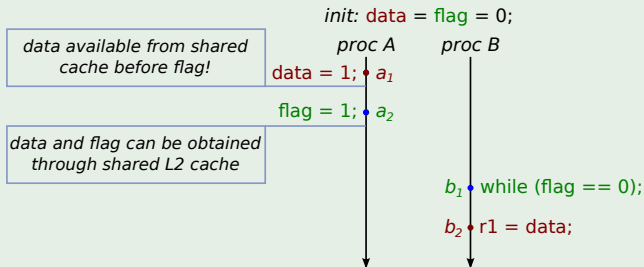 init: data = flag = 0;
proc A
proc B
data available from shared
cache before flag!
data = 1; a1
flag = 1; a2
data and flag can be obtained
through shared L2 cache
b1 while (flag == 0);
b2 r1 = data;